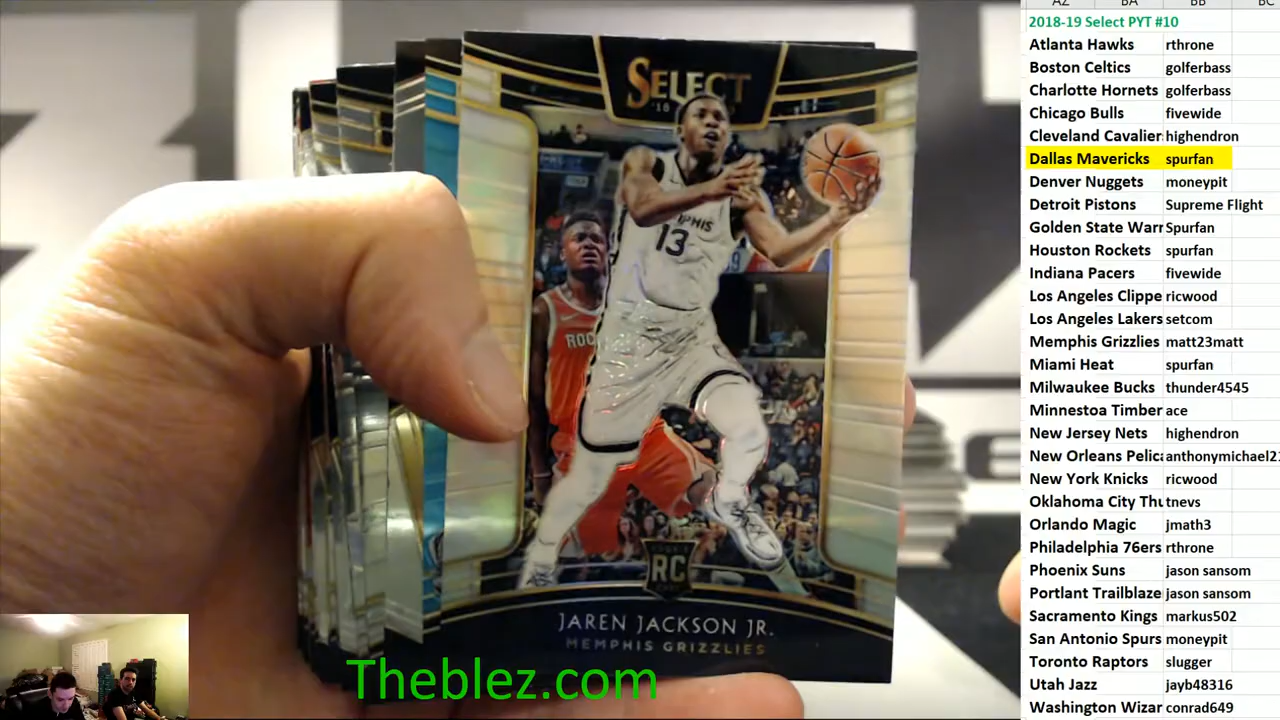 AZ BA BB BC
2018-19 Select PYT #10
Atlanta Hawks rthrone
Boston Celtics golferbass
Charlotte Hornets golferbass
Chicago Bulls fivewide
Cleveland Cavalier highendron
Dallas Mavericks spurfan
Denver Nuggets moneypit
Detroit Pistons Supreme Flight
Golden State Warr Spurfan
Houston Rockets spurfan
Indiana Pacers fivewide
Los Angeles Clippe ricwood
Los Angeles Lakers setcom
Memphis Grizzlies matt23matt
Miami Heat spurfan
Milwaukee Bucks thunder4545
Minnestoa Timber ace
New Jersey Nets highendron
New Orleans Pelica anthonymichael21
New York Knicks ricwood
Oklahoma City Thu tnevs
Orlando Magic jmath3
Philadelphia 76ers rthrone
Phoenix Suns jason sansom
Portlant Trailblaze jason sansom
Sacramento Kings markus502
San Antonio Spurs moneypit
Toronto Raptors slugger
Utah Jazz jayb48316
Washington Wizar conrad649
SELECT
'18
MPHIS
13
ROC
RC
JAREN JACKSON JR.
MEMPHIS GRIZZLIES
Theblez.com